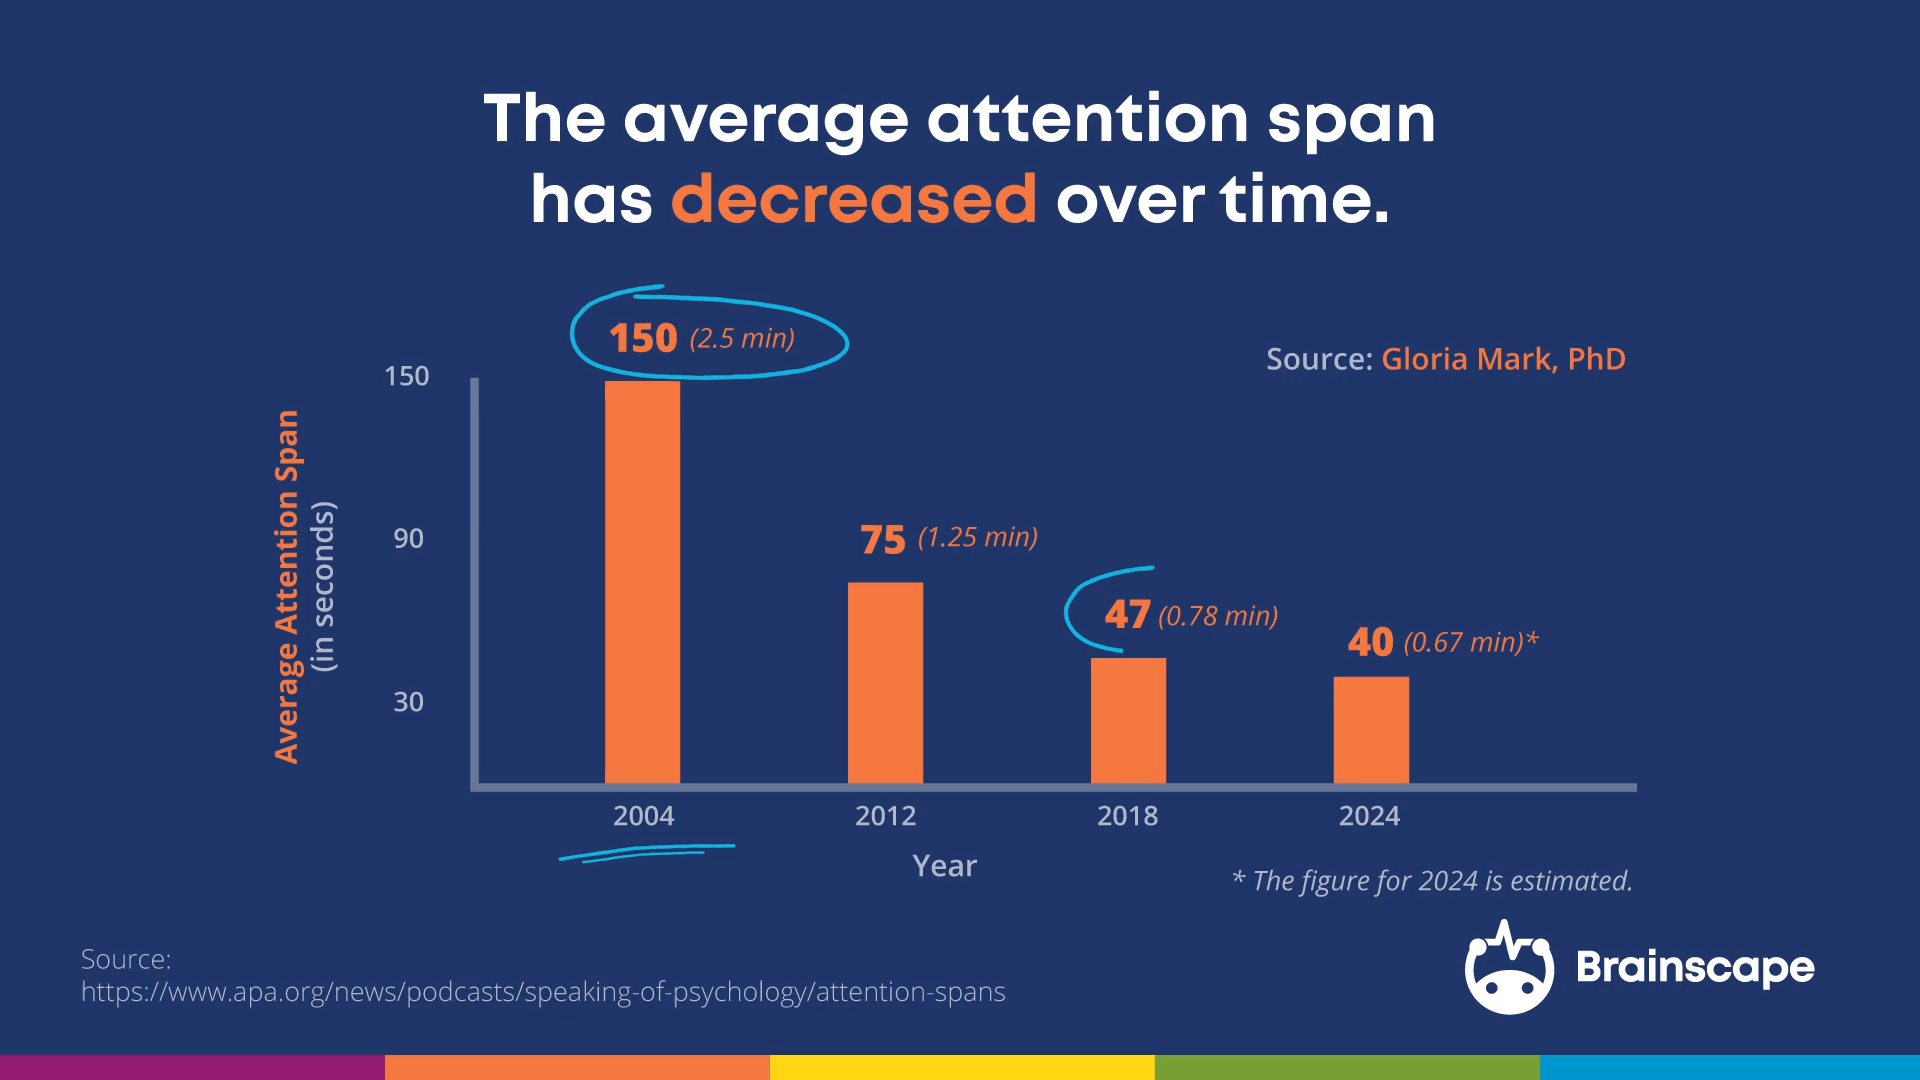 The average attention span
has decreased over time.
150 (2.5 min)
Source: Gloria Mark, PhD
150
90
30
Average Attention Span
(in seconds)
75 (1.25 min)
47 (0.78 min)
40 (0.67 min)*
2004
2012
2018
2024
Year
* The figure for 2024 is estimated.
Source:
https://www.apa.org/news/podcasts/speaking-of-psychology/attention-spans
Brainscape